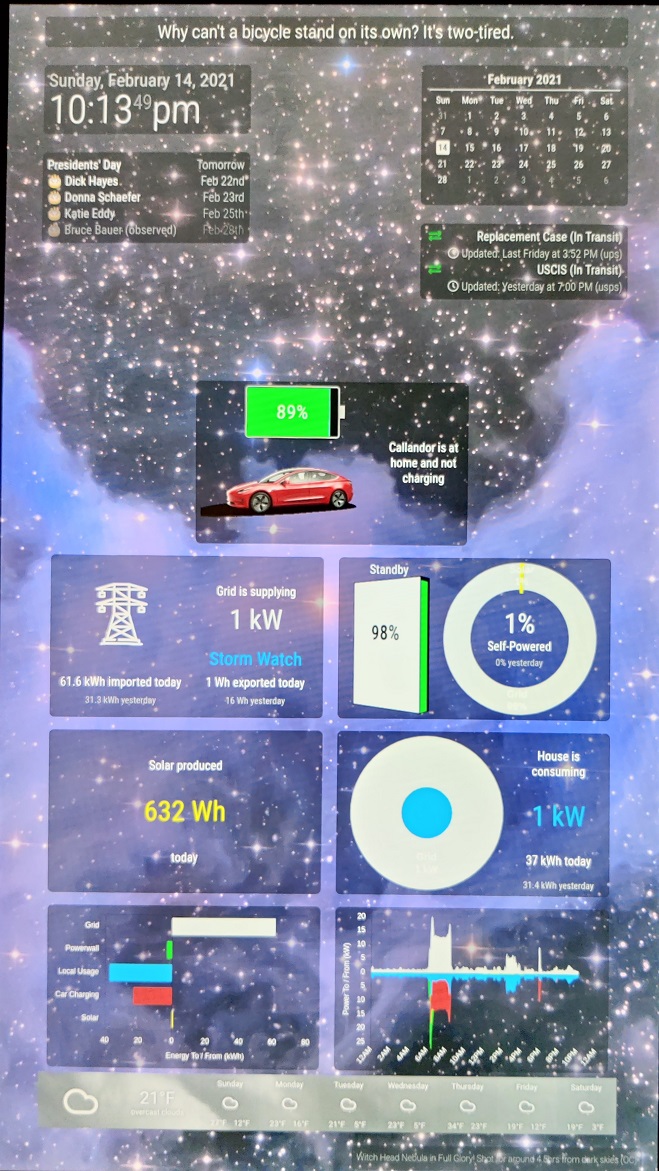 Why can't a bicycle stand on its own? It's two-tired.
Sunday, February 14, 2021
10:13 49 pm
Presidents' Day Tomorrow
Dick Hayes Feb 22nd
Donna Schaefer Feb 23rd
Katie Eddy Feb 25th
Bruce Bauer (observed) Feb 28th
February 2021
Sun Mon Tue Wed Thu Fri Sat
31 1 2 3 4 5 6
7 8 9 10 11 12 13
14 15 16 17 18 19 20
21 22 23 24 25 26 27
28 1 2 3 4 5 6
Replacement Case (In Transit)
Updated: Last Friday at 3:52 PM (ups)
USCIS (In Transit)
Updated: Yesterday at 7:00 PM (usps)
89%
Callandor is at
home and not
charging
Grid is supplying
1 kW
Storm Watch
61.6 kWh imported today
31.3 kWh yesterday
1 Wh exported today
16 Wh yesterday
Standby
98%
1%
Self-Powered
0% yesterday
Solar produced
632 Wh
today
House is
consuming
1 kW
37 kWh today
31.4 kWh yesterday
Grid
Powerwall
Local Usage
Car Charging
Solar
40 20 0 20 40 60 80
Energy To / From (kWh)
Power To / From (kW)
20
15
10
5
0
5
10
15
20
25
12AM 2AM 4AM 6AM 8AM 10AM 12PM 2PM 4PM 6PM 8PM 10PM 12AM
21°F
overcast clouds
Sunday Monday Tuesday Wednesday Thursday Friday Saturday
12°F 23°F 16°F 21°F 5°F 23°F 5°F 34°F 23°F 19°F 12°F 19°F 3°F
Witch Head Nebula in Full Glory! Shot for around 4.5hrs from dark skies